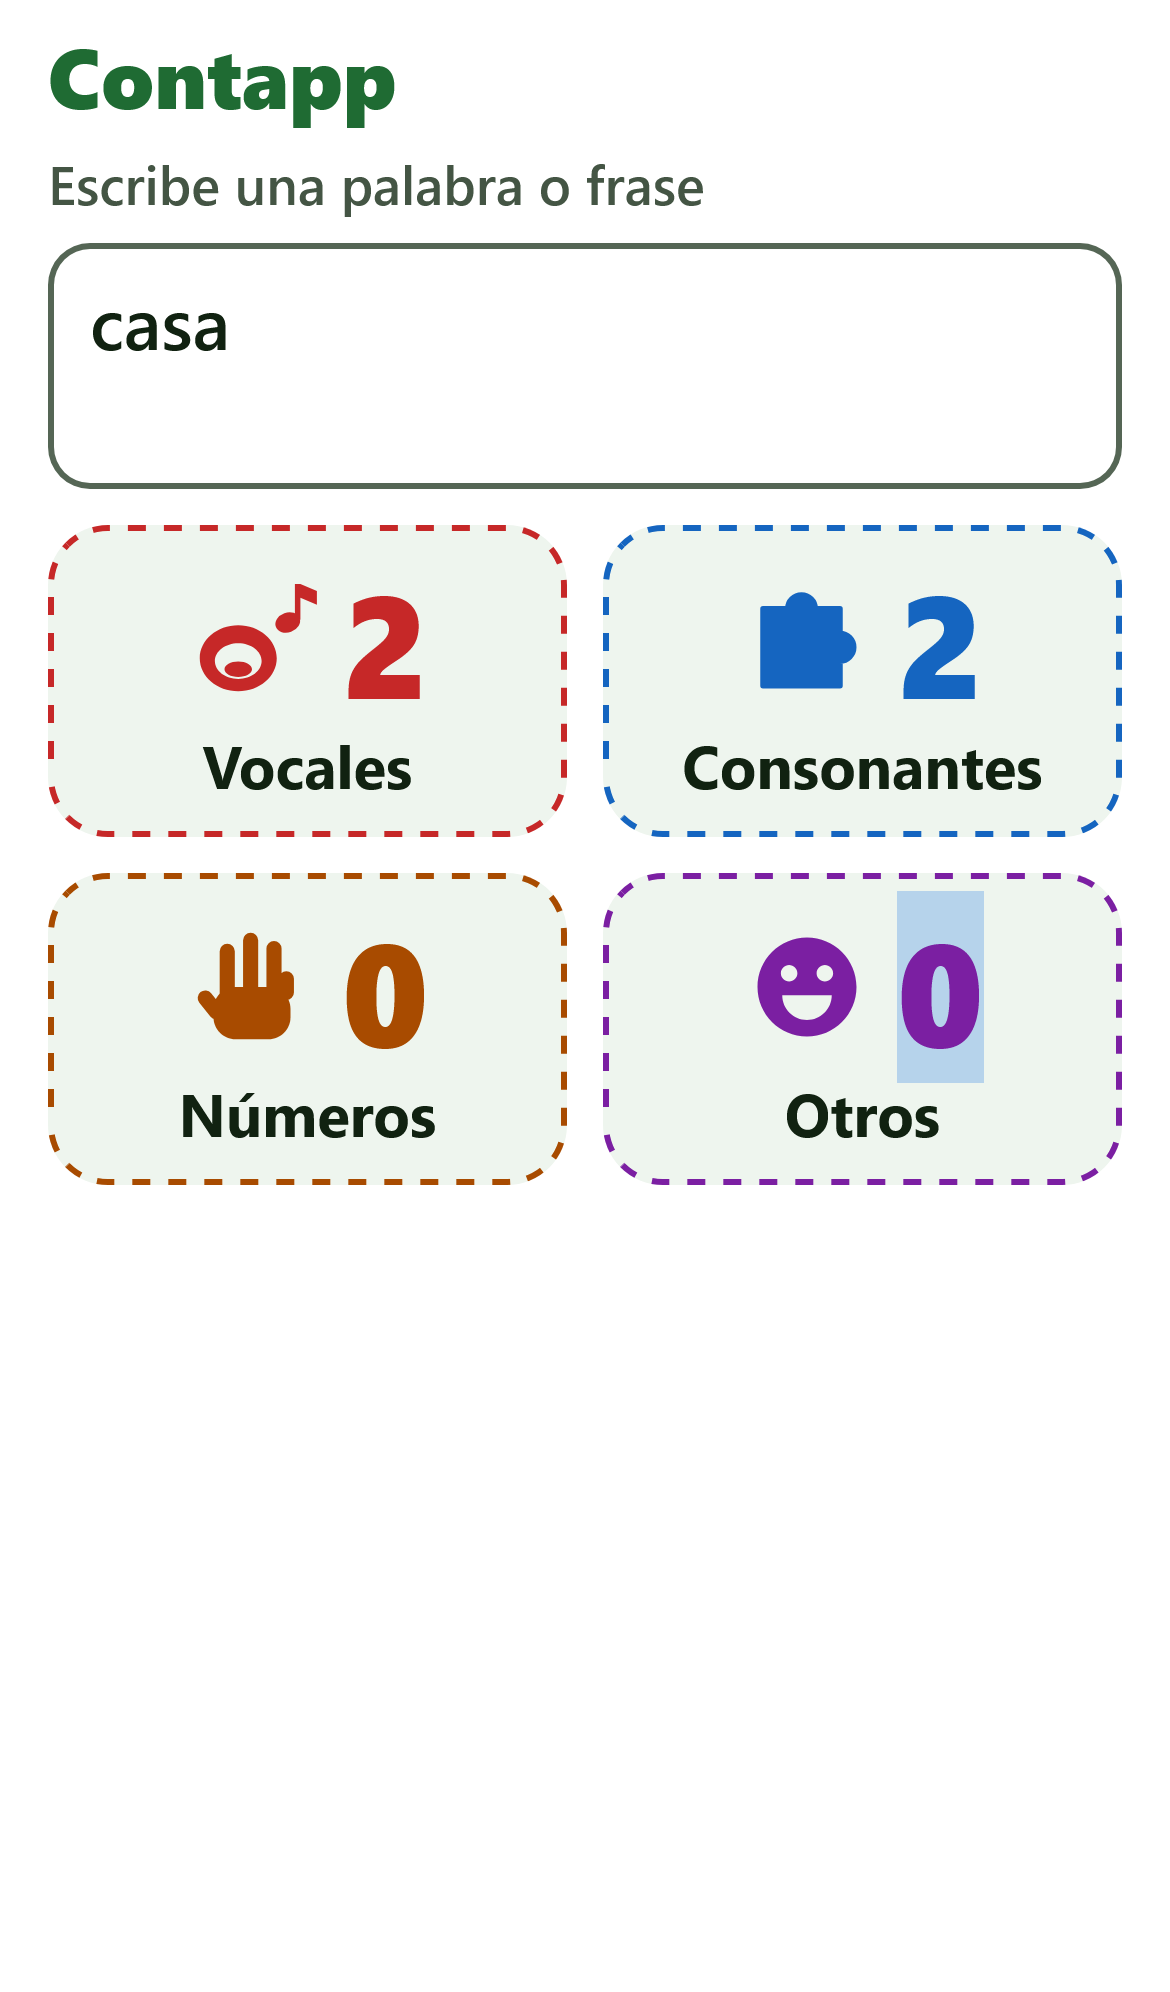 Contapp
Escribe una palabra o frase
casa
2
Vocales
2
Consonantes
0
Números
0
Otros